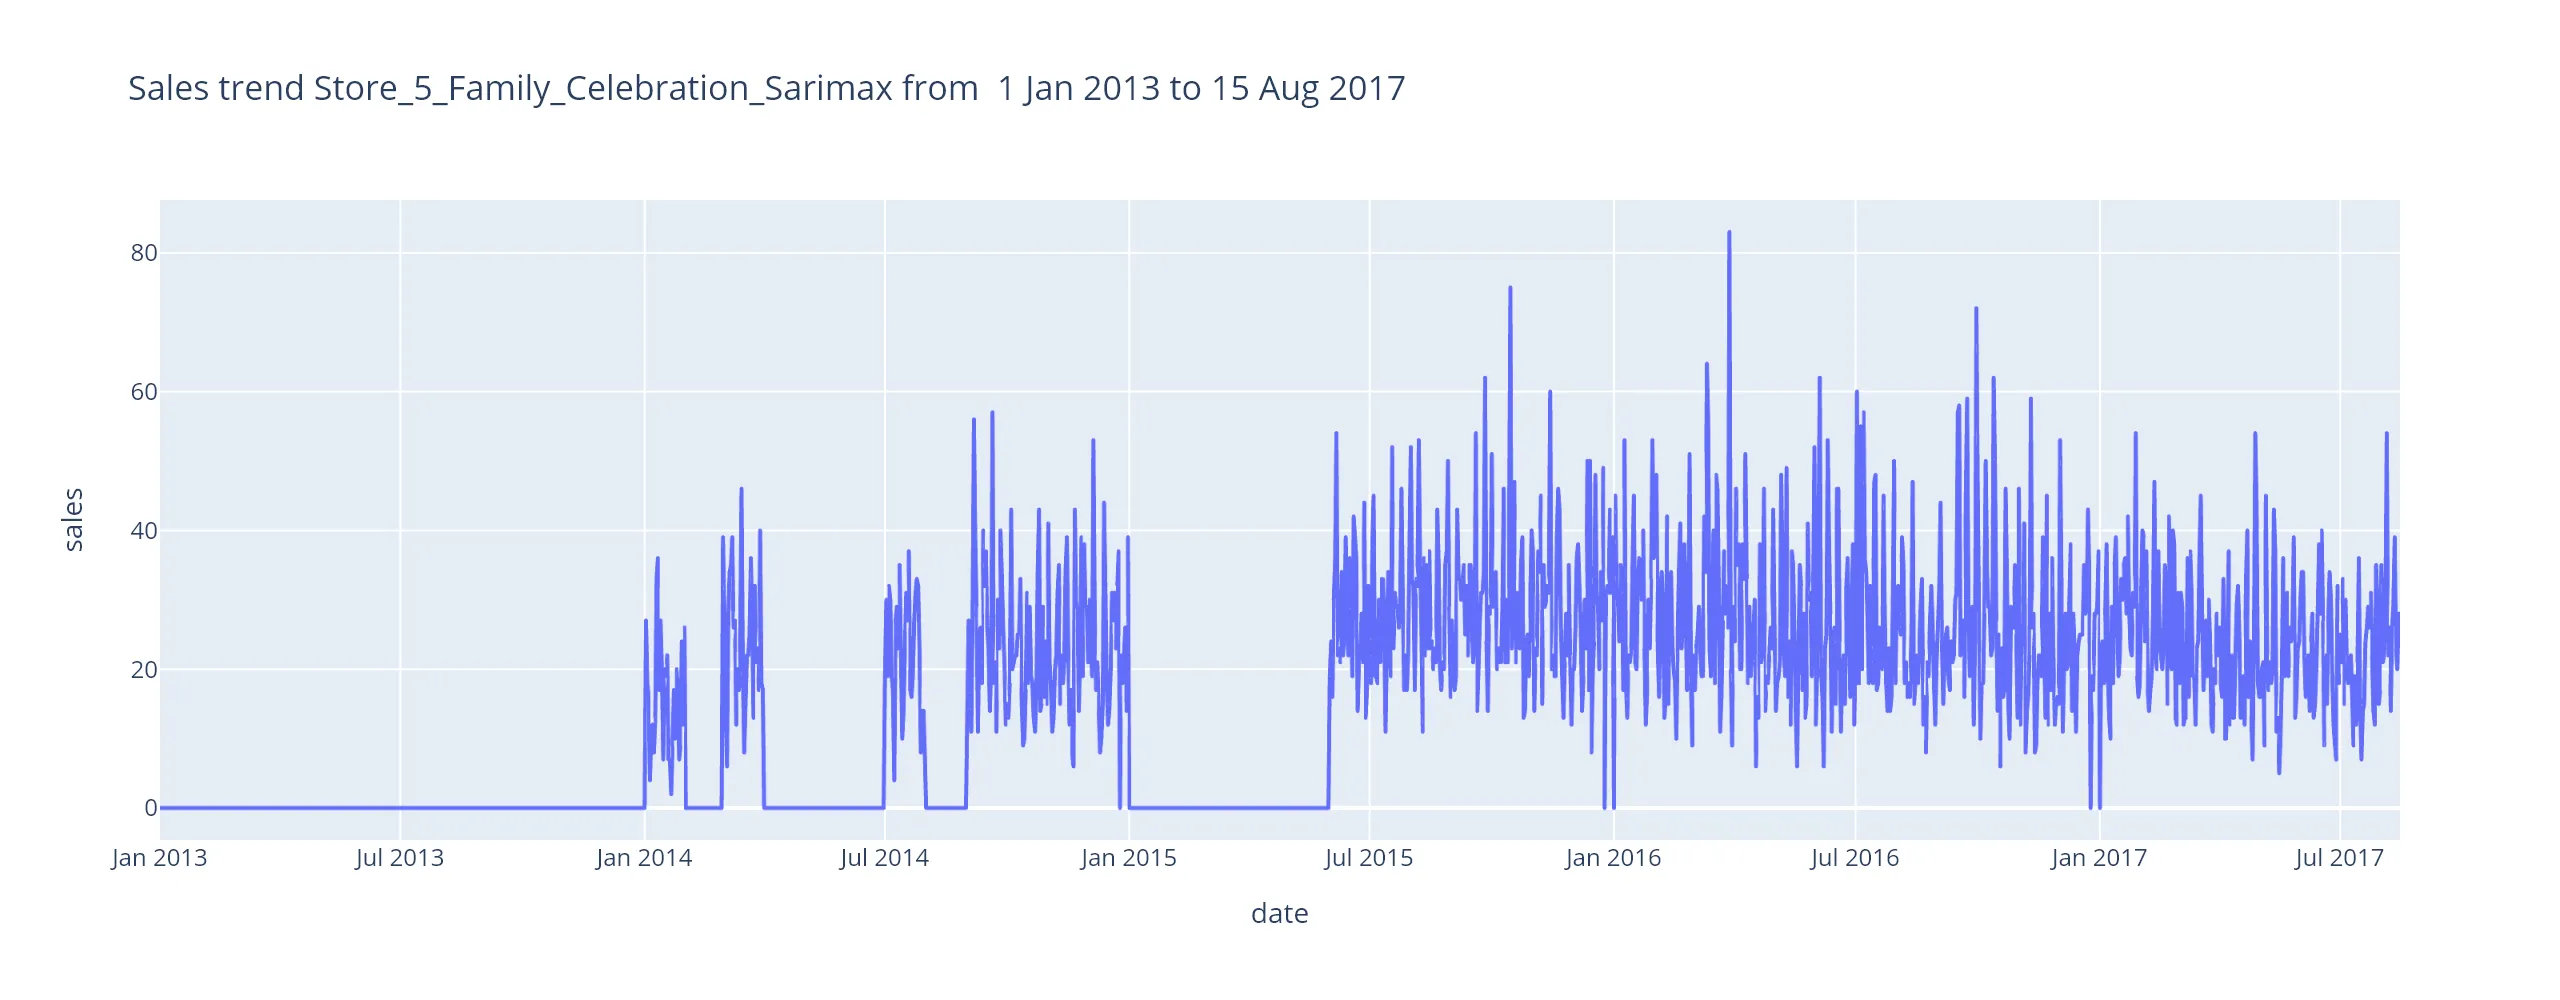 Sales trend Store_5_Family_Celebration_Sarimax from  1 Jan 2013 to 15 Aug 2017
80
60
40
20
0
sales
Jan 2013
Jul 2013
Jan 2014
Jul 2014
Jan 2015
Jul 2015
Jan 2016
Jul 2016
Jan 2017
Jul 2017
date